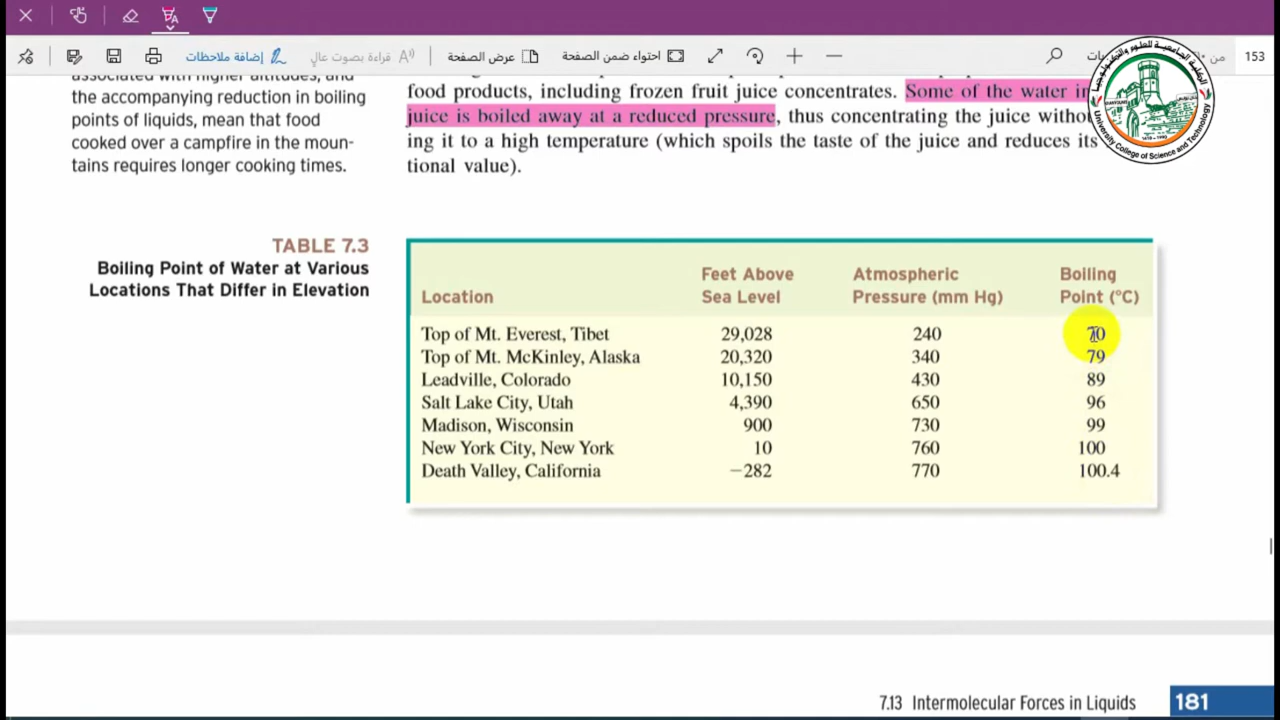 إضافة ملاحظات
قراءة بصوت عالٍ
عرض الصفحة
احتواء ضمن الصفحة
من
153
associated with higher altitudes, and
the accompanying reduction in boiling
points of liquids, mean that food
cooked over a campfire in the moun-
tains requires longer cooking times.
food products, including frozen fruit juice concentrates. Some of the water in
juice is boiled away at a reduced pressure, thus concentrating the juice withou
ing it to a high temperature (which spoils the taste of the juice and reduces its
tional value).
University College of Science and Technology
TABLE 7.3
Boiling Point of Water at Various
Locations That Differ in Elevation
Location Feet Above Sea Level Atmospheric Pressure (mm Hg) Boiling Point (°C)
Top of Mt. Everest, Tibet 29,028 240 70
Top of Mt. McKinley, Alaska 20,320 340 79
Leadville, Colorado 10,150 430 89
Salt Lake City, Utah 4,390 650 96
Madison, Wisconsin 900 730 99
New York City, New York 10 760 100
Death Valley, California −282 770 100.4
7.13 Intermolecular Forces in Liquids 181